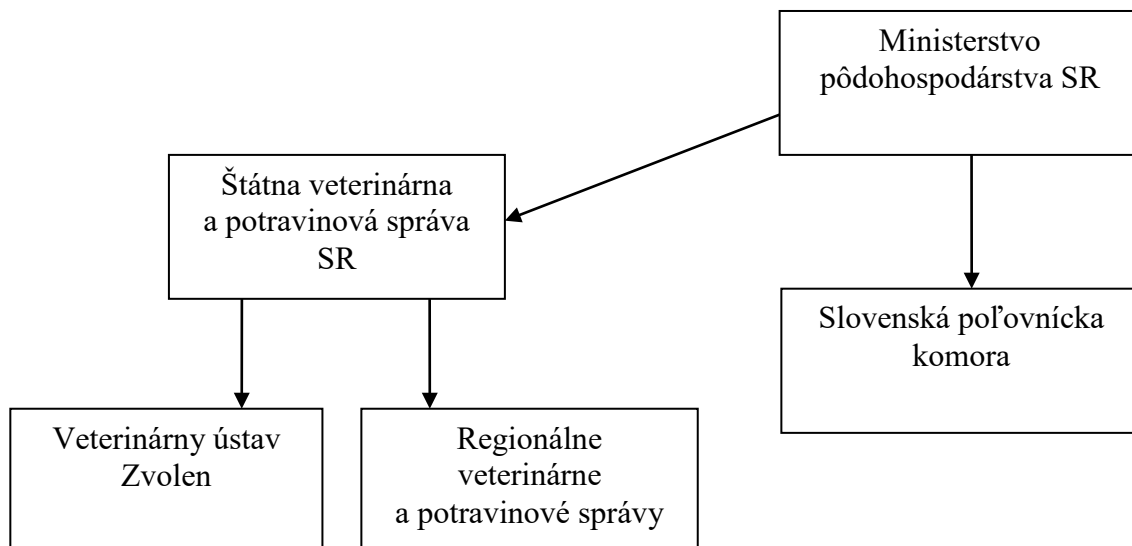 Ministerstvo
pôdohospodárstva SR
Štátna veterinárna
a potravinová správa
SR
Slovenská poľovnícka
komora
Veterinárny ústav
Zvolen
Regionálne
veterinárne
a potravinové správy